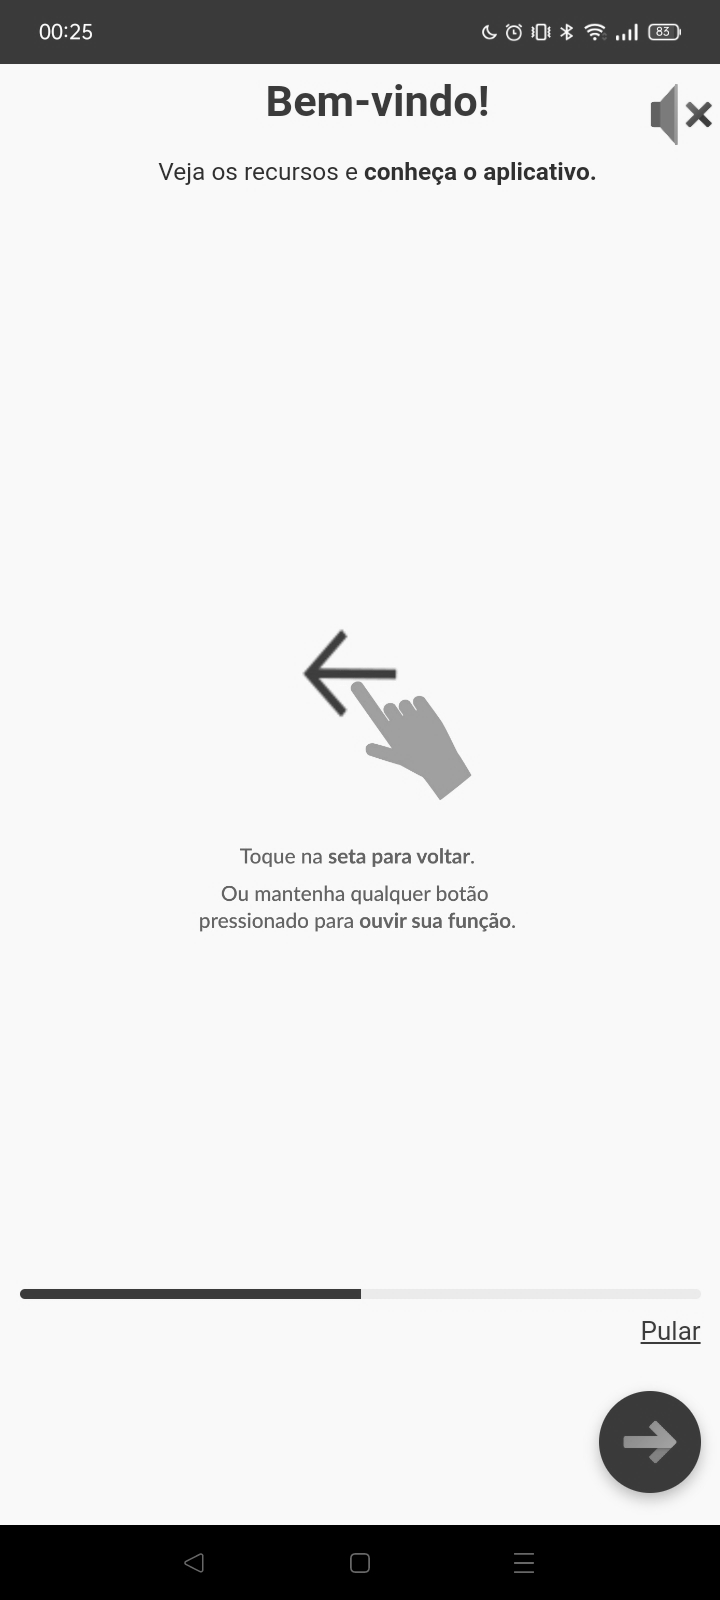 00:25
83
Bem-vindo!
Veja os recursos e conheça o aplicativo.
Toque na seta para voltar.
Ou mantenha qualquer botão
pressionado para ouvir sua função.
Pular